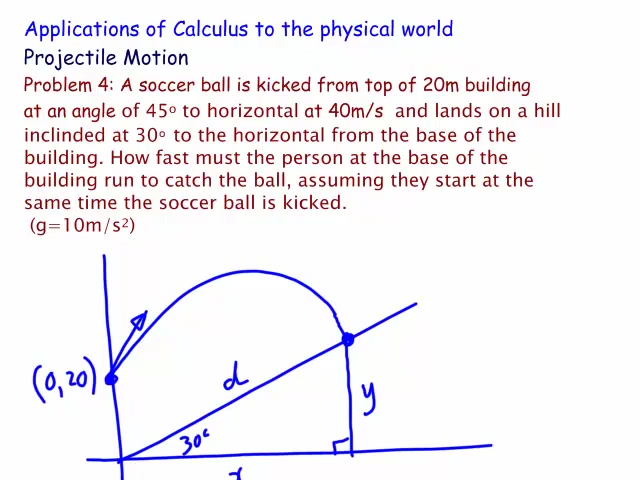 Applications of Calculus to the physical world
Projectile Motion
Problem 4: A soccer ball is kicked from top of 20m building
at an angle of 45º to horizontal at 40m/s and lands on a hill
inclinded at 30º to the horizontal from the base of the
building. How fast must the person at the base of the
building run to catch the ball, assuming they start at the
same time the soccer ball is kicked.
(g=10m/s²)
(0,20)
d
y
30°
x